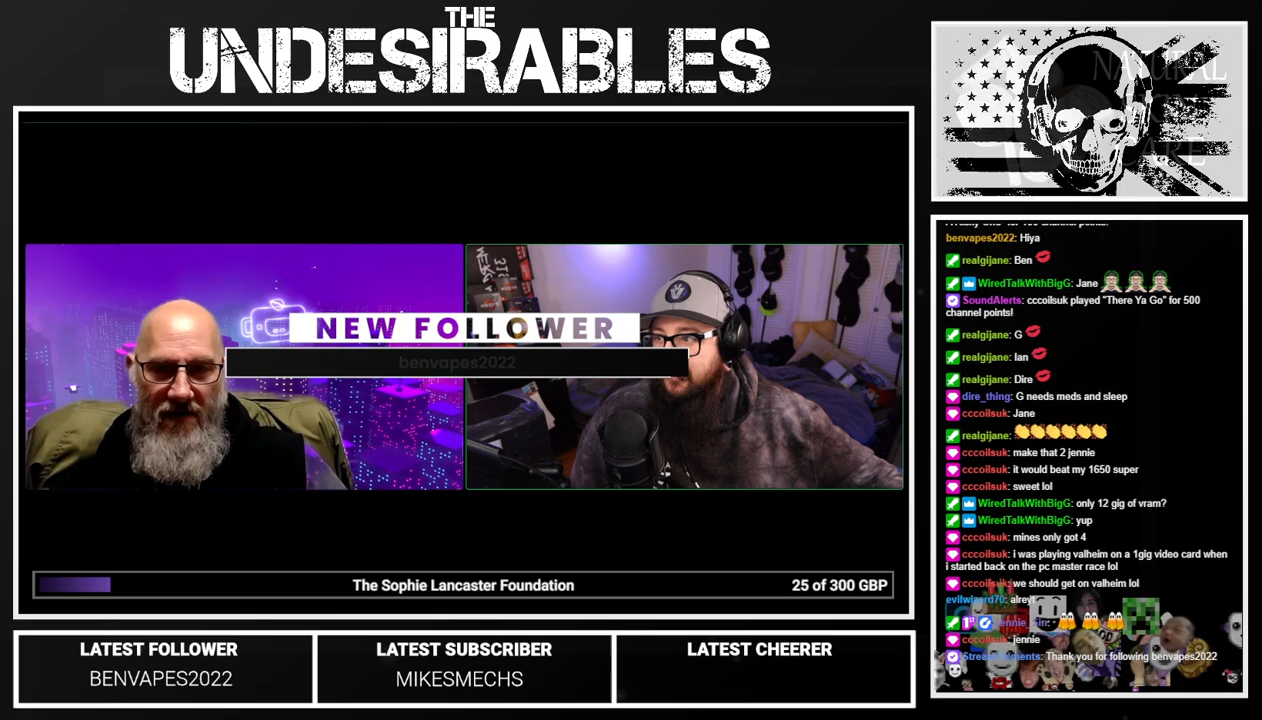 THE
UNDESIRABLES
NATURAL
CARE
NEW FOLLOWER
benvapes2022
The Sophie Lancaster Foundation
25 of 300 GBP
LATEST FOLLOWER
BENVAPES2022
LATEST SUBSCRIBER
MIKESMECHS
LATEST CHEERER
benvapes2022: Hiya
realgijane: Ben
WiredTalkWithBigG: Jane
SoundAlerts: cccoilsuk played "There Ya Go" for 500
channel points!
realgijane: G
realgijane: Ian
realgijane: Dire
dire_thing: G needs meds and sleep
cccoilsuk: Jane
realgijane:
cccoilsuk: make that 2 jennie
cccoilsuk: it would beat my 1650 super
cccoilsuk: sweet lol
WiredTalkWithBigG: only 12 gig of vram?
WiredTalkWithBigG: yup
cccoilsuk: mines only got 4
cccoilsuk: i was playing valheim on a 1gig video card when
i started back on the pc master race lol
cccoilsuk: we should get on valheim lol
evilwizard70: alreyt
cccoilsuk: jennie
StreamElements: Thank you for following benvapes2022